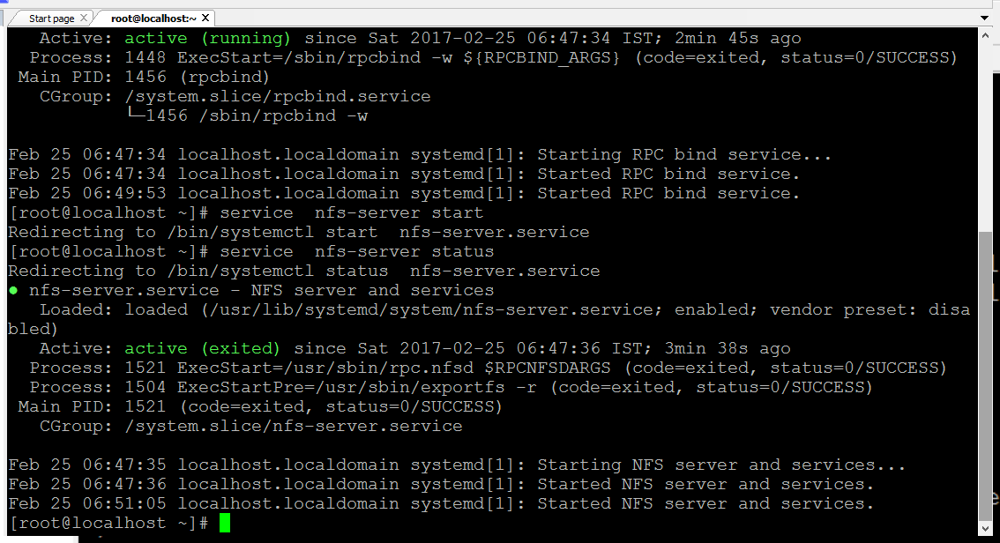 Start page
root@localhost:~
Active: active (running) since Sat 2017-02-25 06:47:34 IST; 2min 45s ago
Process: 1448 ExecStart=/sbin/rpcbind -w ${RPCBIND_ARGS} (code=exited, status=0/SUCCESS)
Main PID: 1456 (rpcbind)
CGroup: /system.slice/rpcbind.service
└─1456 /sbin/rpcbind -w
Feb 25 06:47:34 localhost.localdomain systemd[1]: Starting RPC bind service...
Feb 25 06:47:34 localhost.localdomain systemd[1]: Started RPC bind service.
Feb 25 06:49:53 localhost.localdomain systemd[1]: Started RPC bind service.
[root@localhost ~]# service  nfs-server start
Redirecting to /bin/systemctl start  nfs-server.service
[root@localhost ~]# service  nfs-server status
Redirecting to /bin/systemctl status  nfs-server.service
● nfs-server.service - NFS server and services
Loaded: loaded (/usr/lib/systemd/system/nfs-server.service; enabled; vendor preset: disa
bled)
Active: active (exited) since Sat 2017-02-25 06:47:36 IST; 3min 38s ago
Process: 1521 ExecStart=/usr/sbin/rpc.nfsd $RPCNFSDARGS (code=exited, status=0/SUCCESS)
Process: 1504 ExecStartPre=/usr/sbin/exportfs -r (code=exited, status=0/SUCCESS)
Main PID: 1521 (code=exited, status=0/SUCCESS)
CGroup: /system.slice/nfs-server.service
Feb 25 06:47:35 localhost.localdomain systemd[1]: Starting NFS server and services...
Feb 25 06:47:36 localhost.localdomain systemd[1]: Started NFS server and services.
Feb 25 06:51:05 localhost.localdomain systemd[1]: Started NFS server and services.
[root@localhost ~]#